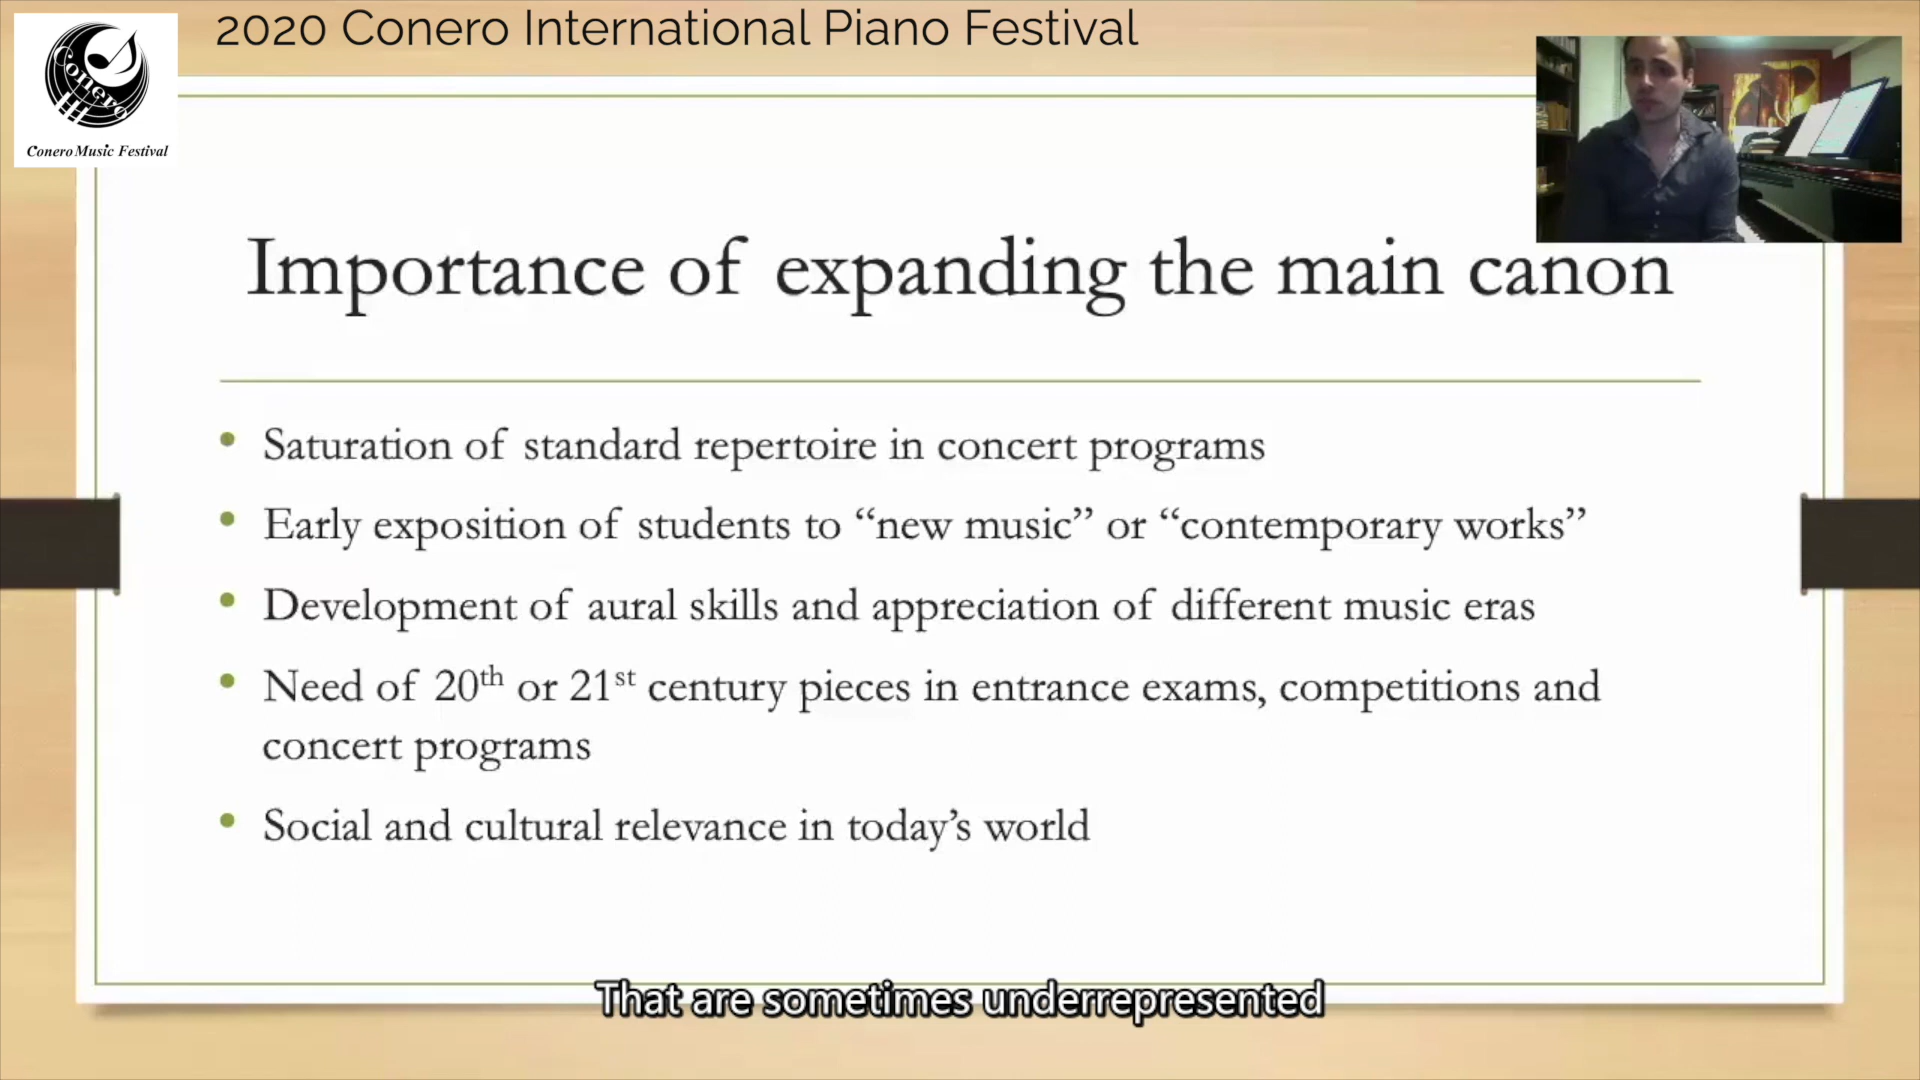 2020 Conero International Piano Festival
Conero
Conero Music Festival
Importance of expanding the main canon
• Saturation of standard repertoire in concert programs
• Early exposition of students to “new music” or “contemporary works”
• Development of aural skills and appreciation of different music eras
• Need of 20th or 21st century pieces in entrance exams, competitions and
concert programs
• Social and cultural relevance in today’s world
That are sometimes underrepresented